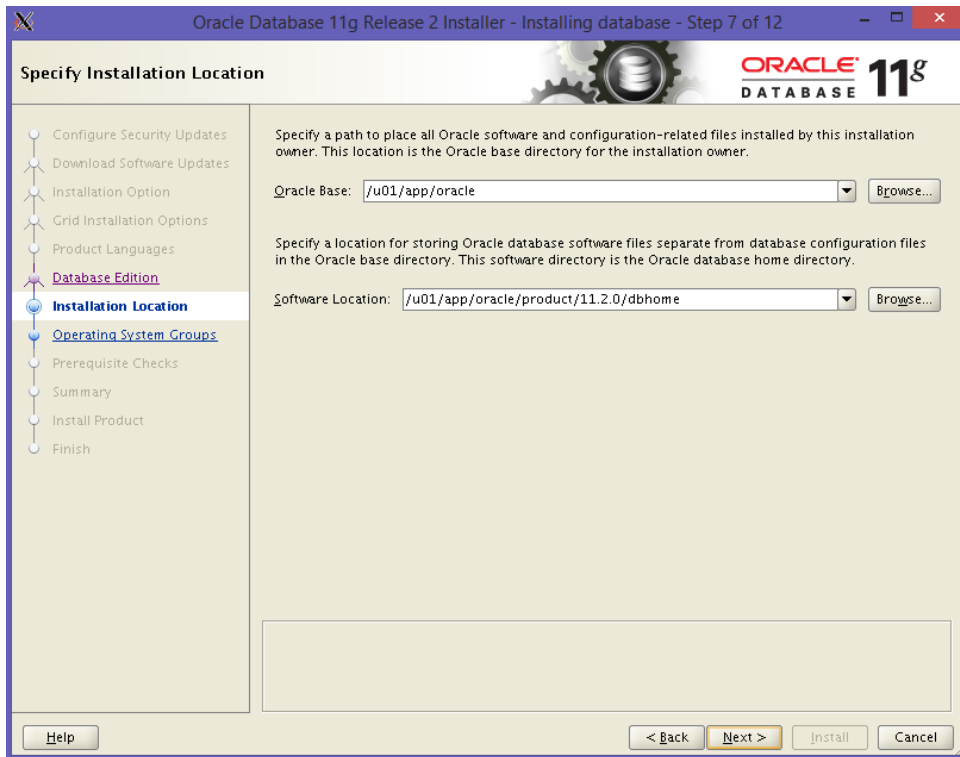 Oracle Database 11g Release 2 Installer - Installing database - Step 7 of 12
Specify Installation Location
ORACLE 11g
DATABASE
Configure Security Updates
Download Software Updates
Installation Option
Grid Installation Options
Product Languages
Database Edition
Installation Location
Operating System Groups
Prerequisite Checks
Summary
Install Product
Finish
Specify a path to place all Oracle software and configuration-related files installed by this installation
owner. This location is the Oracle base directory for the installation owner.
Oracle Base: /u01/app/oracle Browse...
Specify a location for storing Oracle database software files separate from database configuration files
in the Oracle base directory. This software directory is the Oracle database home directory.
Software Location: /u01/app/oracle/product/11.2.0/dbhome Browse...
Help < Back Next > Install Cancel